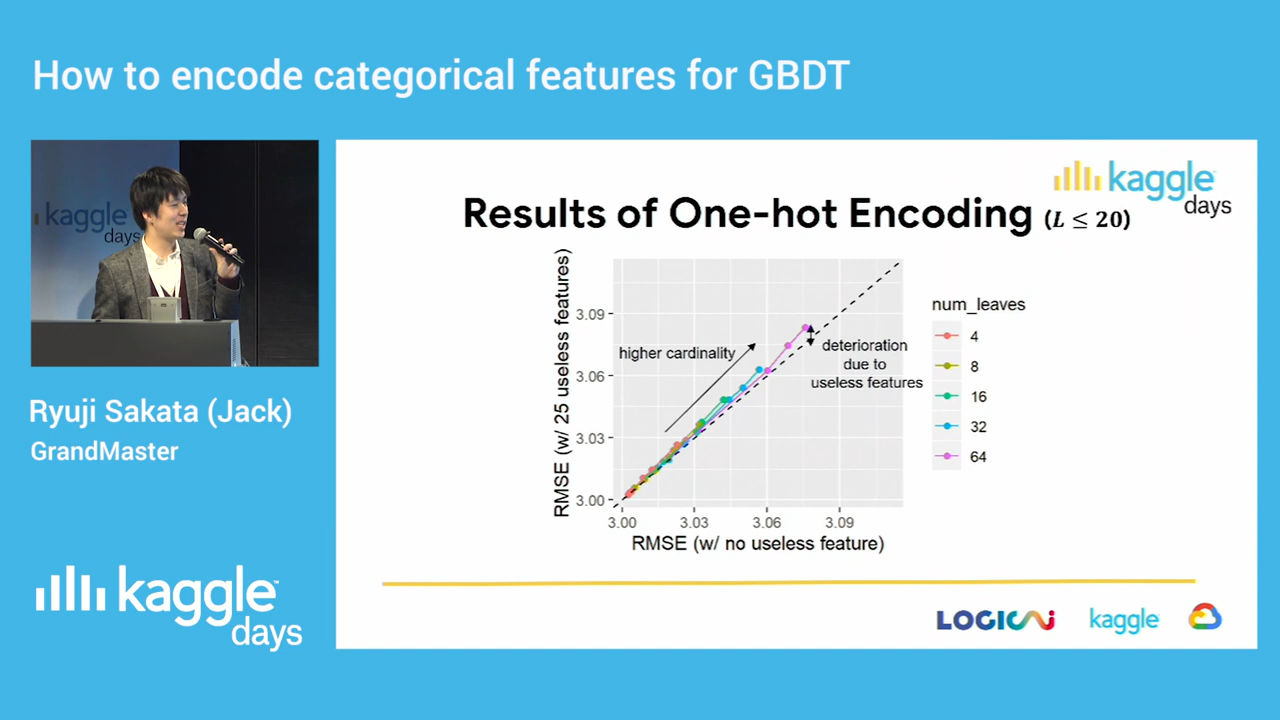 How to encode categorical features for GBDT
kaggle
days
Ryuji Sakata (Jack)
GrandMaster
kaggle™
days
kaggle
days
Results of One-hot Encoding (L ≤ 20)
RMSE (w/ 25 useless features)
3.09
3.06
3.03
3.00
higher cardinality
deterioration
due to
useless features
3.00 3.03 3.06 3.09
RMSE (w/ no useless feature)
num_leaves
4
8
16
32
64
LOGICAI
kaggle